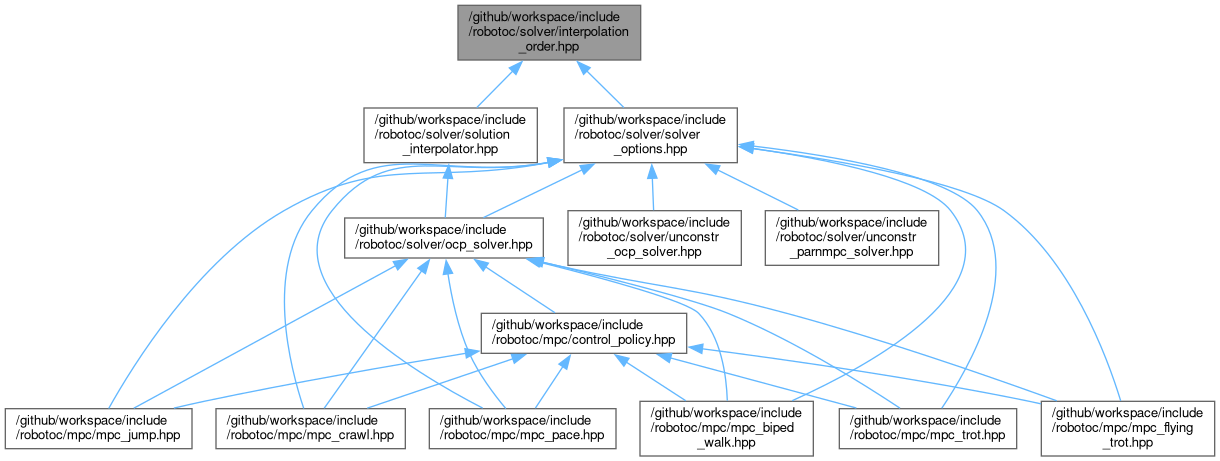 /github/workspace/include
/robotoc/solver/interpolation
_order.hpp
/github/workspace/include
/robotoc/solver/solution
_interpolator.hpp
/github/workspace/include
/robotoc/solver/solver
_options.hpp
/github/workspace/include
/robotoc/solver/ocp_solver.hpp
/github/workspace/include
/robotoc/solver/unconstr
_ocp_solver.hpp
/github/workspace/include
/robotoc/solver/unconstr
_parnmpc_solver.hpp
/github/workspace/include
/robotoc/mpc/control_policy.hpp
/github/workspace/include
/robotoc/mpc/mpc_jump.hpp
/github/workspace/include
/robotoc/mpc/mpc_crawl.hpp
/github/workspace/include
/robotoc/mpc/mpc_pace.hpp
/github/workspace/include
/robotoc/mpc/mpc_biped
_walk.hpp
/github/workspace/include
/robotoc/mpc/mpc_trot.hpp
/github/workspace/include
/robotoc/mpc/mpc_flying
_trot.hpp